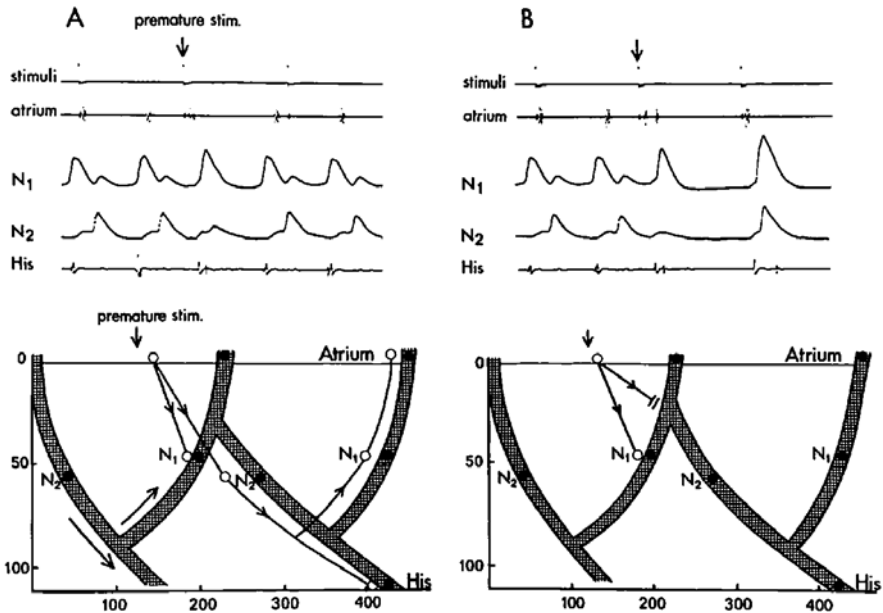 A
premature stim.
stimuli
atrium
N1
N2
His
B
stimuli
atrium
N1
N2
His
premature stim.
Atrium
0
50
100
N1
N2
N2
N1
His
100
200
300
400
Atrium
0
50
100
N1
N2
N2
N1
His
100
200
300
400